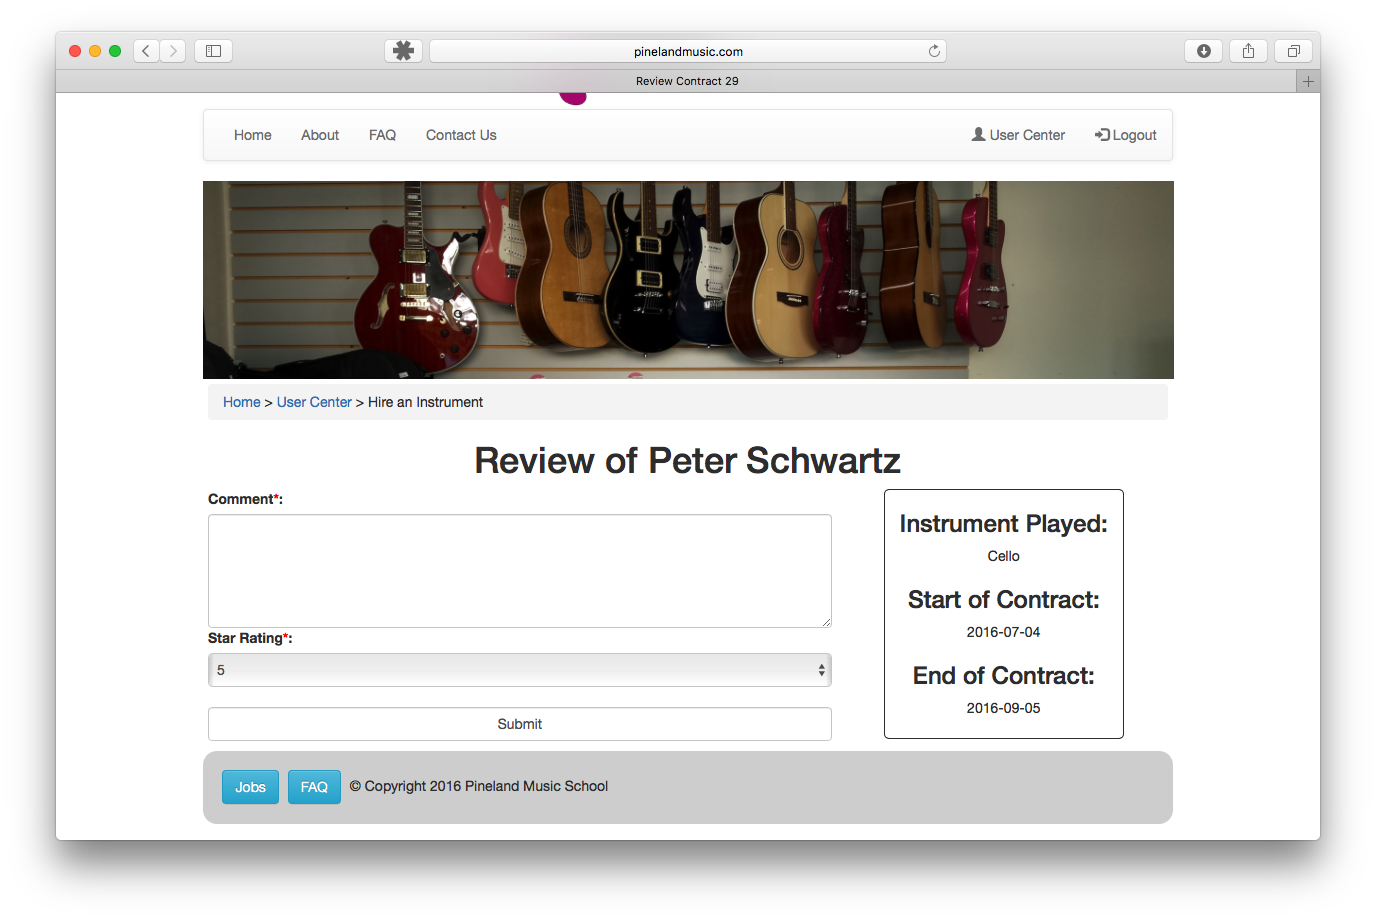 pinelandmusic.com
Review Contract 29
Home About FAQ Contact Us User Center Logout
Home > User Center > Hire an Instrument
Review of Peter Schwartz
Comment*:
Star Rating*:
5
Submit
Instrument Played:
Cello
Start of Contract:
2016-07-04
End of Contract:
2016-09-05
Jobs FAQ © Copyright 2016 Pineland Music School